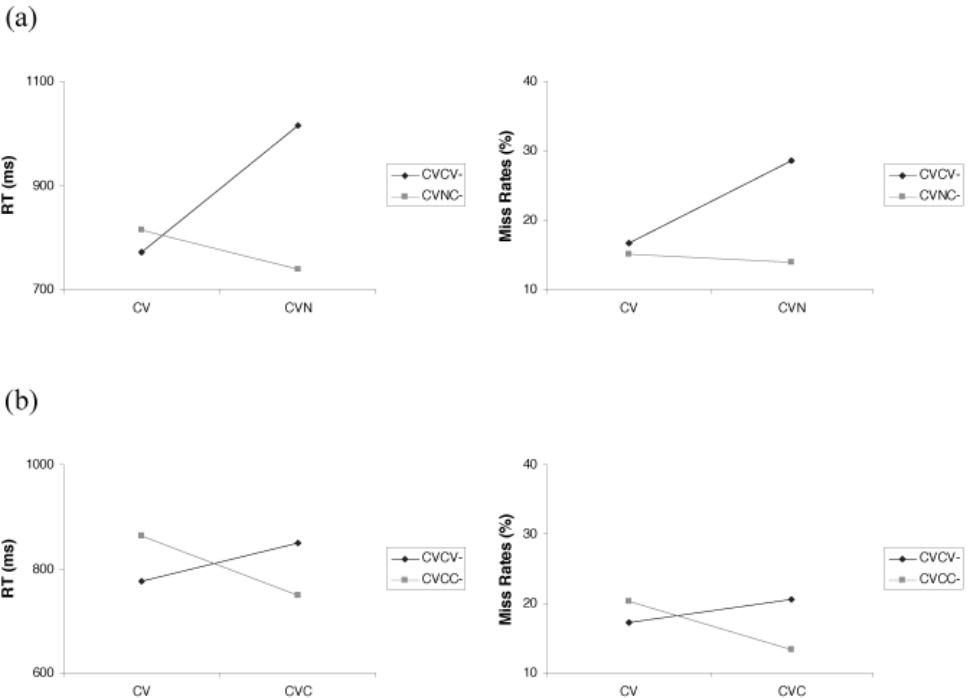 (a)
1100
900
700
RT (ms)
CV
CVN
CVCV-
CVNC-
40
30
20
10
Miss Rates (%)
CV
CVN
CVCV-
CVNC-
(b)
1000
800
600
RT (ms)
CV
CVC
CVCV-
CVCC-
40
30
20
10
Miss Rates (%)
CV
CVC
CVCV-
CVCC-